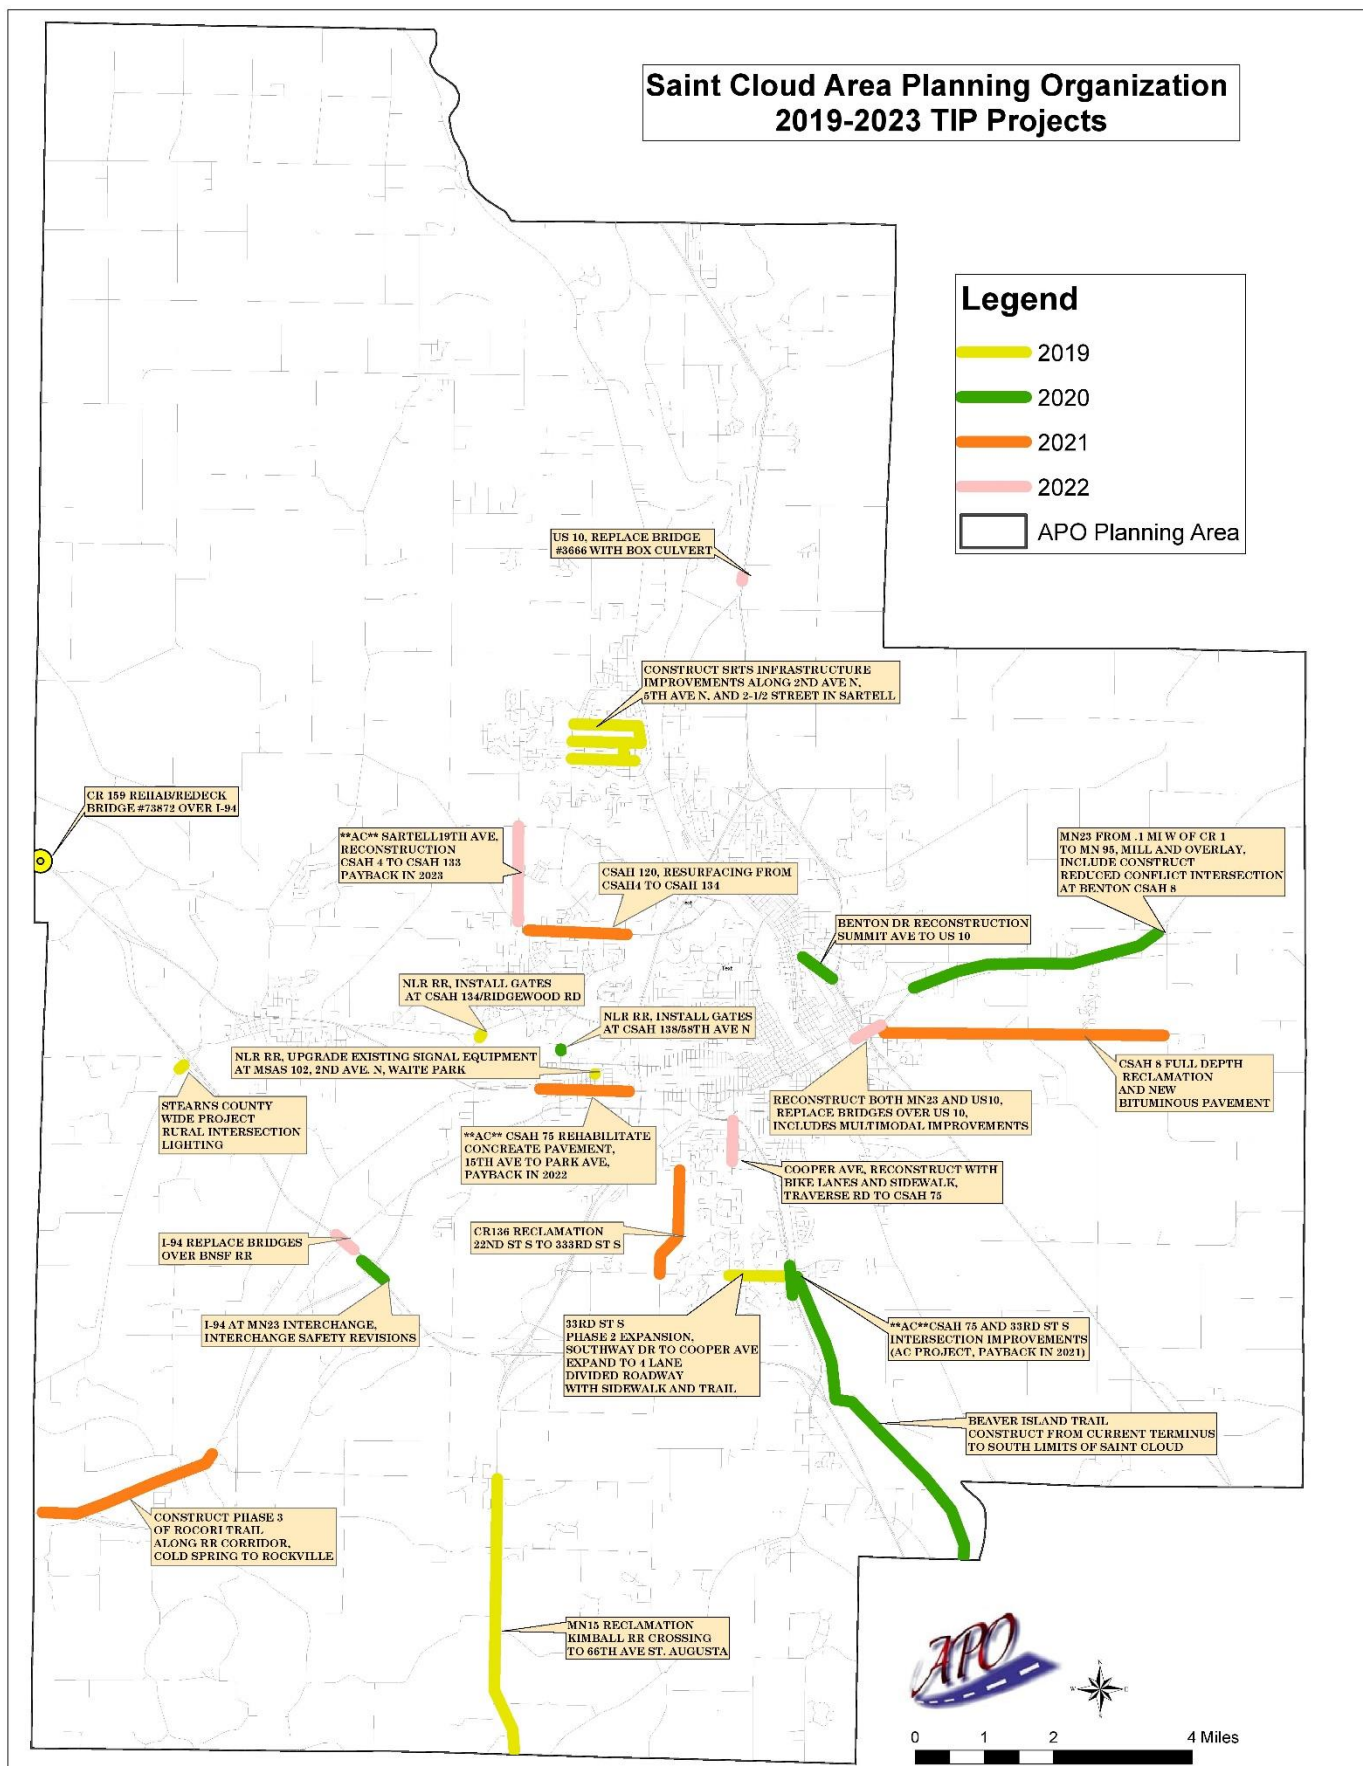 Saint Cloud Area Planning Organization
2019-2023 TIP Projects
Legend
2019
2020
2021
2022
APO Planning Area
US 10, REPLACE BRIDGE
#3666 WITH BOX CULVERT
CONSTRUCT SRTS INFRASTRUCTURE
IMPROVEMENTS ALONG 2ND AVE N,
5TH AVE N, AND 2-1/2 STREET IN SARTELL
CR 159 REHAB/REDECK
BRIDGE #73872 OVER I-94
**AC** SARTELL19TH AVE,
RECONSTRUCTION
CSAH 4 TO CSAH 133
PAYBACK IN 2023
CSAH 120, RESURFACING FROM
CSAH4 TO CSAH 134
MN23 FROM .1 MI W OF CR 1
TO MN 95, MILL AND OVERLAY,
INCLUDE CONSTRUCT
REDUCED CONFLICT INTERSECTION
AT BENTON CSAH 8
Text
BENTON DR RECONSTRUCTION
SUMMIT AVE TO US 10
Text
NLR RR, INSTALL GATES
AT CSAH 134/RIDGEWOOD RD
NLR RR, INSTALL GATES
AT CSAH 138/58TH AVE N
NLR RR, UPGRADE EXISTING SIGNAL EQUIPMENT
AT MSAS 102, 2ND AVE. N, WAITE PARK
CSAH 8 FULL DEPTH
RECLAMATION
AND NEW
BITUMINOUS PAVEMENT
STEARNS COUNTY
WIDE PROJECT
RURAL INTERSECTION
LIGHTING
RECONSTRUCT BOTH MN23 AND US10,
REPLACE BRIDGES OVER US 10,
INCLUDES MULTIMODAL IMPROVEMENTS
**AC** CSAH 75 REHABILITATE
CONCREATE PAVEMENT,
15TH AVE TO PARK AVE,
PAYBACK IN 2022
COOPER AVE, RECONSTRUCT WITH
BIKE LANES AND SIDEWALK,
TRAVERSE RD TO CSAH 75
CR136 RECLAMATION
22ND ST S TO 333RD ST S
I-94 REPLACE BRIDGES
OVER BNSF RR
I-94 AT MN23 INTERCHANGE,
INTERCHANGE SAFETY REVISIONS
33RD ST S
PHASE 2 EXPANSION,
SOUTHWAY DR TO COOPER AVE
EXPAND TO 4 LANE
DIVIDED ROADWAY
WITH SIDEWALK AND TRAIL
**AC**CSAH 75 AND 33RD ST S
INTERSECTION IMPROVEMENTS
(AC PROJECT, PAYBACK IN 2021)
BEAVER ISLAND TRAIL
CONSTRUCT FROM CURRENT TERMINUS
TO SOUTH LIMITS OF SAINT CLOUD
CONSTRUCT PHASE 3
OF ROCORI TRAIL
ALONG RR CORRIDOR,
COLD SPRING TO ROCKVILLE
MN15 RECLAMATION
KIMBALL RR CROSSING
TO 66TH AVE ST. AUGUSTA
APO
N
W E
S
0 1 2 4 Miles